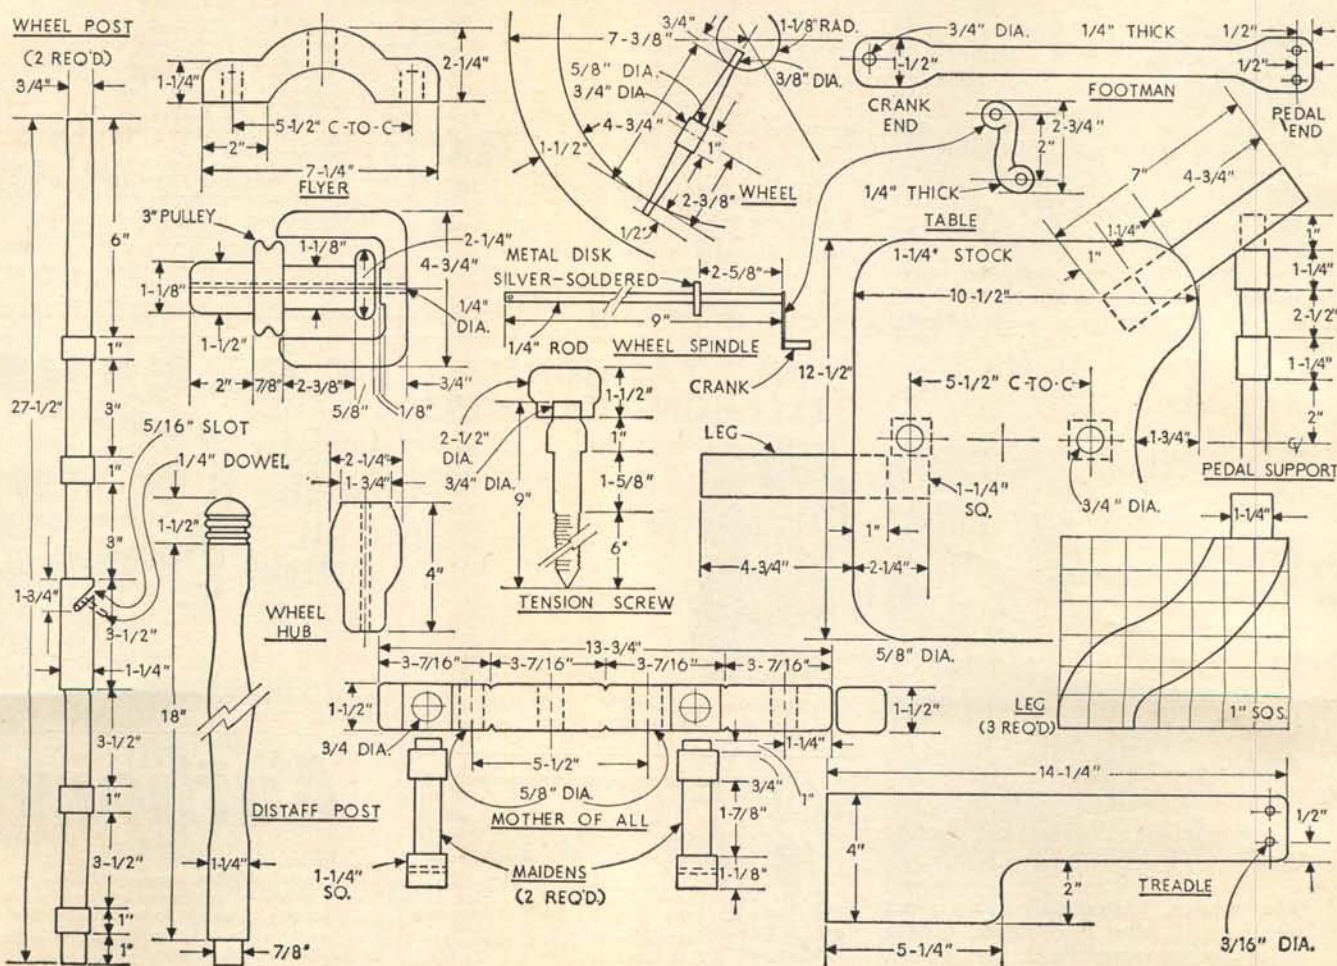 WHEEL POST
(2 REQ'D.)
3/4"
27-1/2"
6"
1"
3"
1"
3"
5/16" SLOT
1/4" DOWEL
1-3/4"
3-1/2"
1-1/4"
3-1/2"
1"
3-1/2"
1"
1"
1-1/4"
2-1/4"
5-1/2" C-TO-C
2"
7-1/4"
FLYER
3" PULLEY
1-1/8"
1-1/8"
2-1/4"
4-3/4"
1/4"
DIA.
1-1/2"
2"
7/8"
2-3/8"
5/8"
1/8"
3/4"
3/4"
7-3/8"
1-1/8" RAD.
5/8" DIA.
3/4" DIA
3/8" DIA.
4-3/4"
1-1/2"
1"
2-3/8"
1/2"
WHEEL
3/4" DIA.
1/4" THICK
1/2"
1-1/2"
1/2"
CRANK
END
FOOTMAN
PEDAL
END
2-3/4"
2"
1/4" THICK
METAL DISK
SILVER-SOLDERED
2-5/8"
9"
1/4" ROD
WHEEL SPINDLE
CRANK
TABLE
1-1/4" STOCK
10-1/2"
12-1/2"
7"
4-3/4"
1-1/4"
1"
5-1/2" C-TO-C
LEG
1-1/4"
SQ.
3/4" DIA.
1-3/4"
1"
4-3/4"
2-1/4"
5/8" DIA.
1"
1-1/4"
2-1/2"
1-1/4"
2"
PEDAL SUPPORT
1-1/2"
2-1/2"
DIA.
3/4" DIA.
9"
1"
1-5/8"
6"
TENSION SCREW
2-1/4"
1-3/4"
4"
WHEEL
HUB
1-1/2"
18"
DISTAFF POST
1-1/4"
7/8"
13-3/4"
3-7/16"
3-7/16"
3-7/16"
3-7/16"
1-1/2"
1-1/2"
3/4 DIA.
5-1/2"
1-1/4"
5/8" DIA.
MOTHER OF ALL
3/4"
1"
1-7/8"
1-1/8"
1-1/4"
SQ.
MAIDENS
(2 REQ'D.)
1-1/4"
LEG
(3 REQ'D)
1" SQS.
14-1/4"
4"
1/2"
2"
TREADLE
5-1/4"
3/16" DIA.